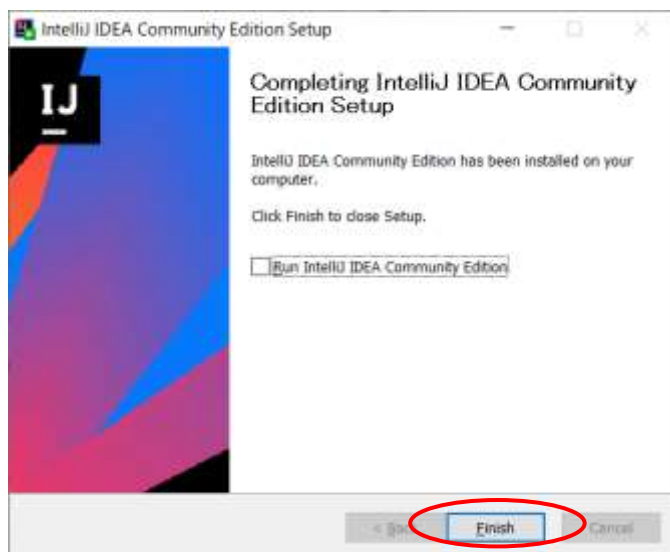 IntelliJ IDEA Community Edition Setup
IJ
Completing IntelliJ IDEA Community
Edition Setup
IntelliJ IDEA Community Edition has been installed on your
computer.
Click Finish to close Setup.
Run IntelliJ IDEA Community Edition
< Back Finish Cancel